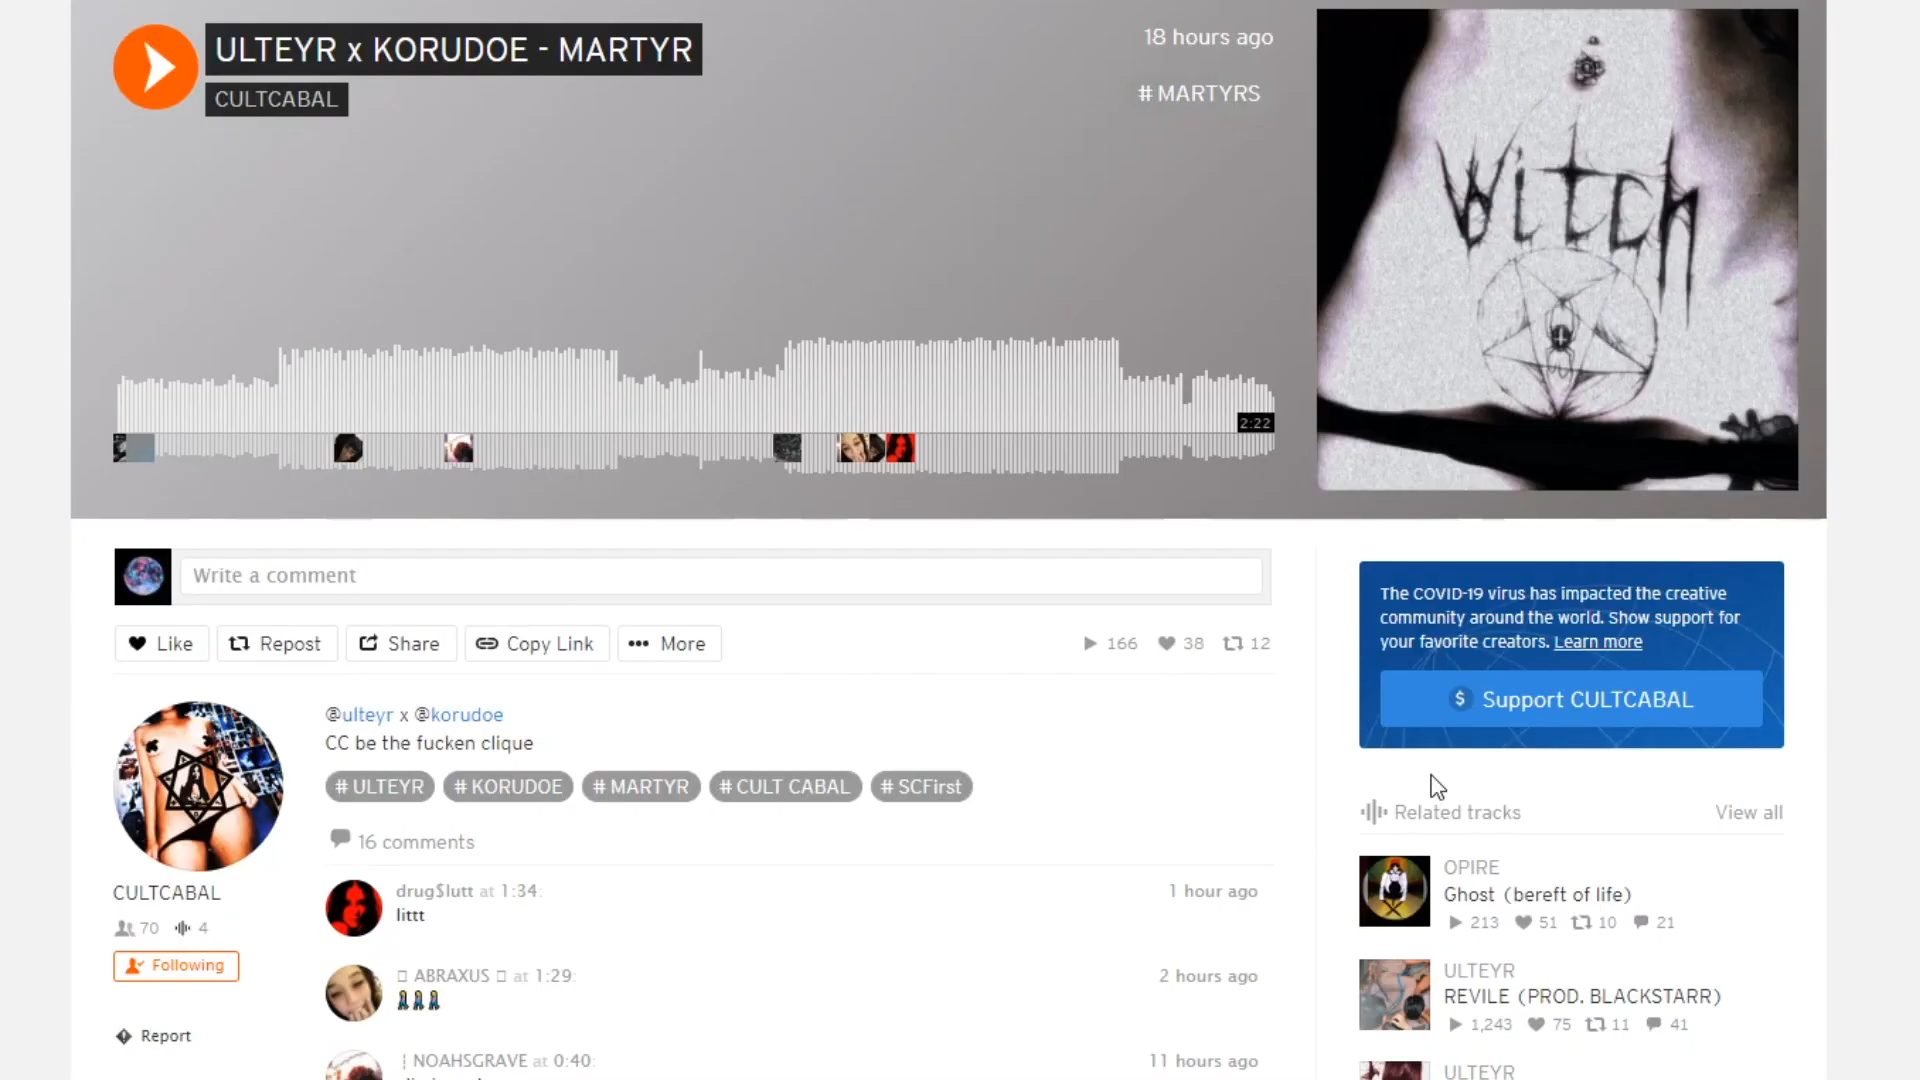 ULTEYR x KORUDOE - MARTYR
CULTCABAL
18 hours ago
# MARTYRS
Witch
2:22
Write a comment
Like
Repost
Share
Copy Link
More
166
38
12
@ulteyr x @korudoe
CC be the fucken clique
# ULTEYR
# KORUDOE
# MARTYR
# CULT CABAL
# SCFirst
16 comments
CULTCABAL
70
4
Following
Report
drug$lutt at 1:34:
1 hour ago
littt
ABRAXUS at 1:29:
2 hours ago
¦ NOAHSGRAVE at 0:40:
11 hours ago
The COVID-19 virus has impacted the creative
community around the world. Show support for
your favorite creators. Learn more
$ Support CULTCABAL
Related tracks
View all
OPIRE
Ghost (bereft of life)
213
51
10
21
ULTEYR
REVILE (PROD. BLACKSTARR)
1,243
75
11
41
ULTEYR